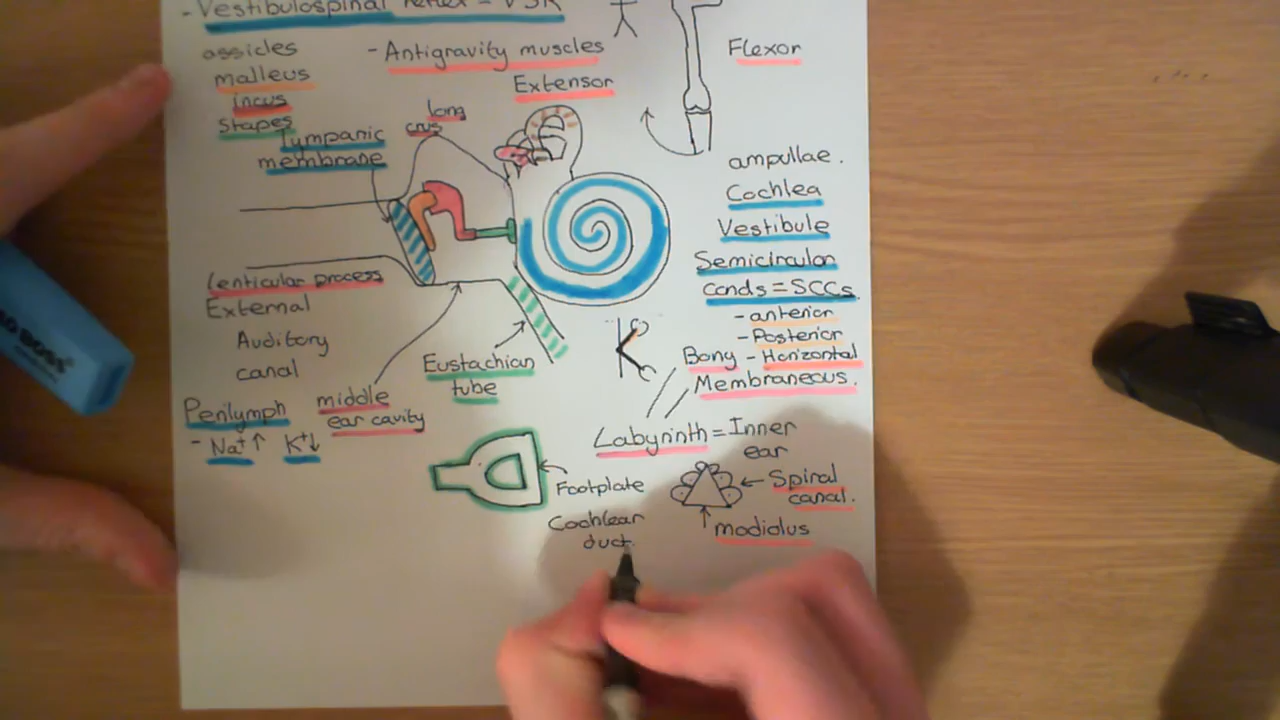 - Vestibulospinal reflex = VSR
assicles
malleus
incus
Stapes
- Antigravity muscles
Extensor
Flexor
long
crus
Tympanic
membrane
ampullae.
Cochlea
Vestibule
Semicircular
canals = SCCs
- anterior
- Posterior
- Horizontal
Bony
Membraneous.
Lenticular process
External
Auditory
canal
Eustachian
tube
middle
ear cavity
Perilymph
- Na+↑ K+↓
Labyrinth = Inner
ear
Footplate
Spiral
canal.
modiolus
Cochlear
duct